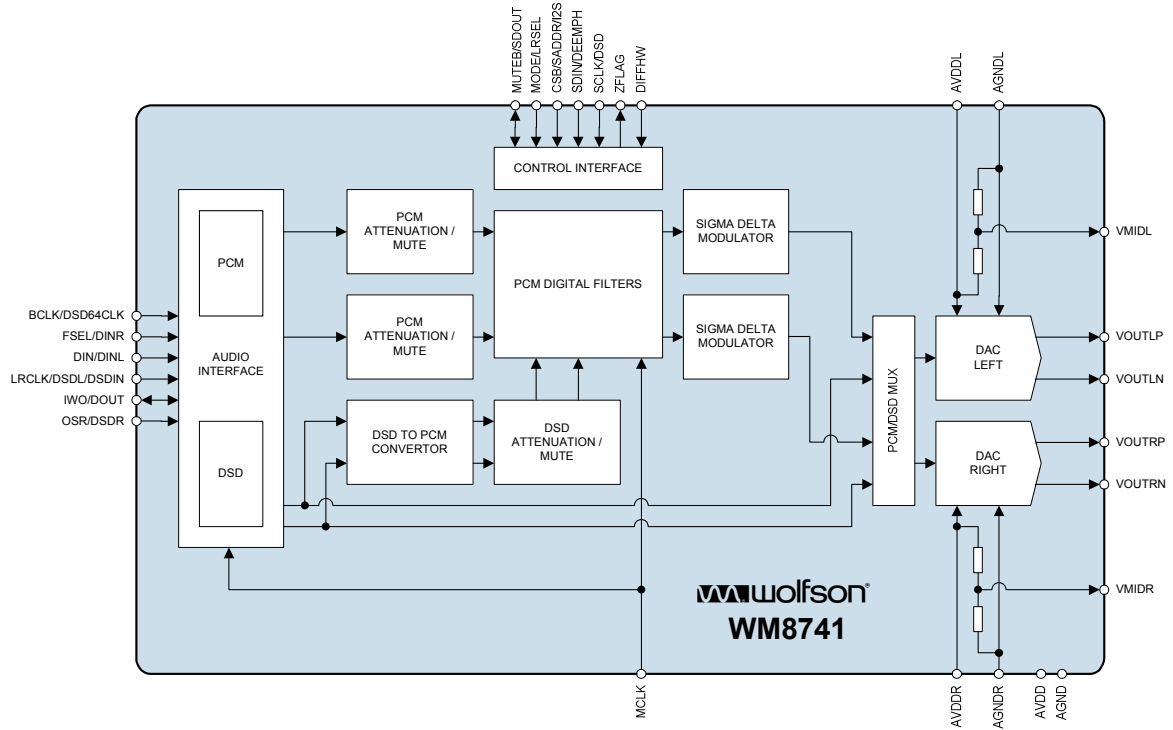 MUTEB/SDOUT
MODE/LRSEL
CSB/SADDR/I2S
SDIN/DEEMPH
SCLK/DSD
ZFLAG
DIFFHW
AVDDL
AGNDL
CONTROL INTERFACE
PCM
PCM
ATTENUATION /
MUTE
PCM DIGITAL FILTERS
SIGMA DELTA
MODULATOR
VMIDL
BCLK/DSD64CLK
FSEL/DINR
DIN/DINL
LRCLK/DSDL/DSDIN
IWO/DOUT
OSR/DSDR
AUDIO
INTERFACE
PCM
ATTENUATION /
MUTE
SIGMA DELTA
MODULATOR
PCM/DSD MUX
DAC
LEFT
VOUTLP
VOUTLN
DSD
DSD TO PCM
CONVERTOR
DSD
ATTENUATION /
MUTE
DAC
RIGHT
VOUTRP
VOUTRN
wolfson®
WM8741
VMIDR
MCLK
AVDDR
AGNDR
AVDD
AGND